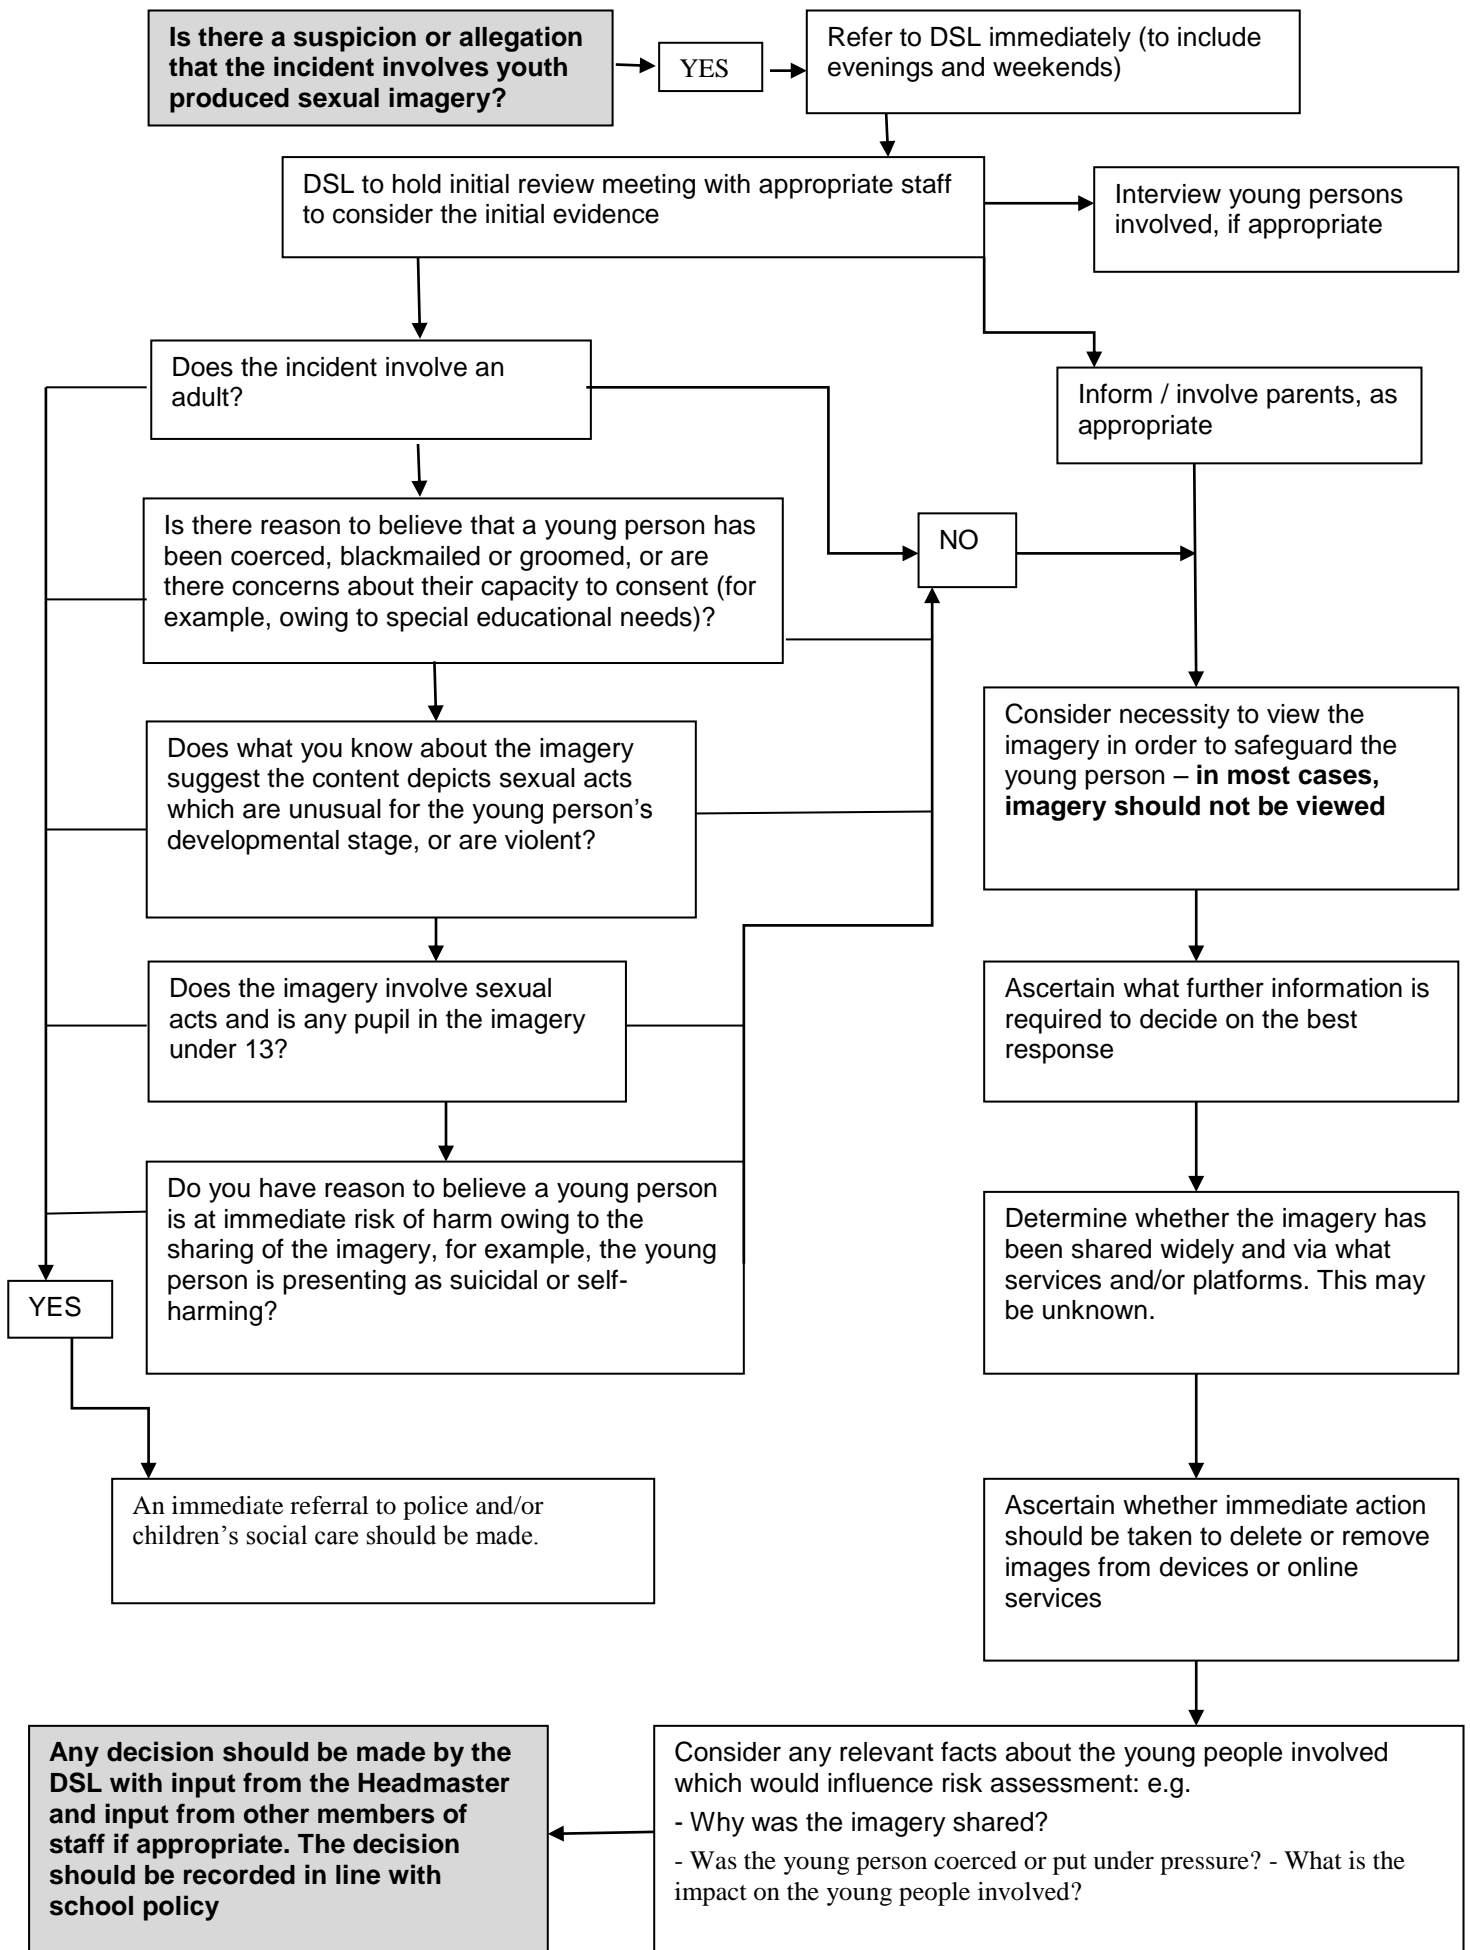 Is there a suspicion or allegation
that the incident involves youth
produced sexual imagery?
YES
Refer to DSL immediately (to include
evenings and weekends)
DSL to hold initial review meeting with appropriate staff
to consider the initial evidence
Interview young persons
involved, if appropriate
Does the incident involve an
adult?
Inform / involve parents, as
appropriate
Is there reason to believe that a young person has
been coerced, blackmailed or groomed, or are
there concerns about their capacity to consent (for
example, owing to special educational needs)?
NO
Does what you know about the imagery
suggest the content depicts sexual acts
which are unusual for the young person’s
developmental stage, or are violent?
Consider necessity to view the
imagery in order to safeguard the
young person – in most cases,
imagery should not be viewed
Does the imagery involve sexual
acts and is any pupil in the imagery
under 13?
Ascertain what further information is
required to decide on the best
response
Do you have reason to believe a young person
is at immediate risk of harm owing to the
sharing of the imagery, for example, the young
person is presenting as suicidal or self-
harming?
Determine whether the imagery has
been shared widely and via what
services and/or platforms. This may
be unknown.
YES
An immediate referral to police and/or
children’s social care should be made.
Ascertain whether immediate action
should be taken to delete or remove
images from devices or online
services
Consider any relevant facts about the young people involved
which would influence risk assessment: e.g.
- Why was the imagery shared?
- Was the young person coerced or put under pressure? - What is the
impact on the young people involved?
Any decision should be made by the
DSL with input from the Headmaster
and input from other members of
staff if appropriate. The decision
should be recorded in line with
school policy